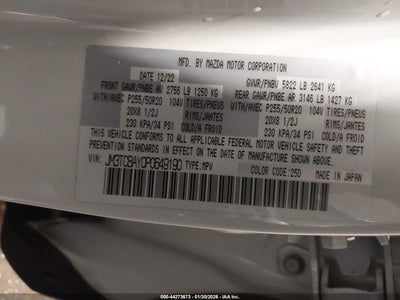 MFD. BY MAZDA MOTOR CORPORATION
12/22 GVWR/PNBV 5822 LB 2641 KG
FRONT GAWR/PNBE AV 2756 LB 1250 KG REAR GAWR/PNBE AR 3146 LB 1427 KG
WITH/AVEC P255/50R20 104V TIRES/PNEUS WITH/AVEC P255/50R20 104V TIRES/PNEUS
20X8 1/2J RIMS/JANTES 20X8 1/2J RIMS/JANTES
230 KPA/34 PSI COLD/A FROID 230 KPA/34 PSI COLD/A FROID
THIS VEHICLE CONFORMS TO ALL APPLICABLE FEDERAL MOTOR VEHICLE
SAFETY, BUMPER, AND THEFT PREVENTION STANDARDS IN EFFECT ON THE DATE OF MANUFACTURE SHOWN ABOVE.
VIN: JM3TCBAY0P0649190 TYPE:MPV
COLOR CODE:25D MADE IN JAPAN
000-44273673 — 01/30/2026 — IAA Inc.